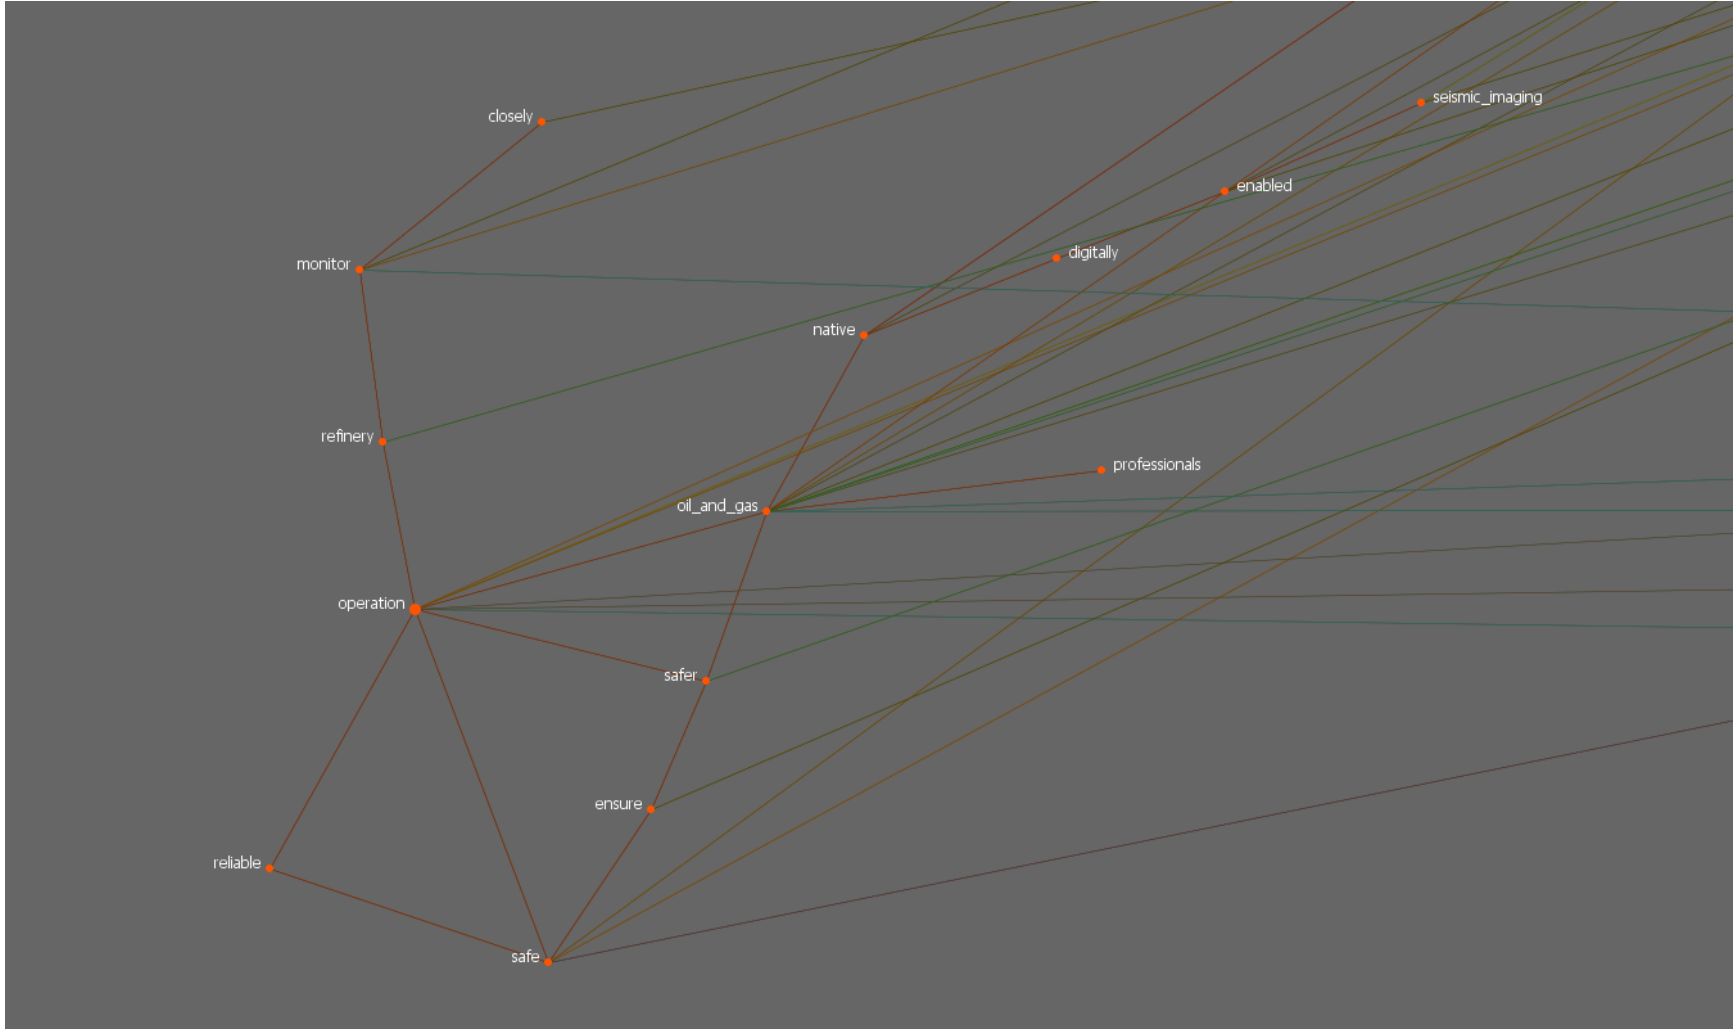 seismic_imaging
closely
enabled
digitally
monitor
native
refinery
professionals
oil_and_gas
operation
safer
ensure
reliable
safe